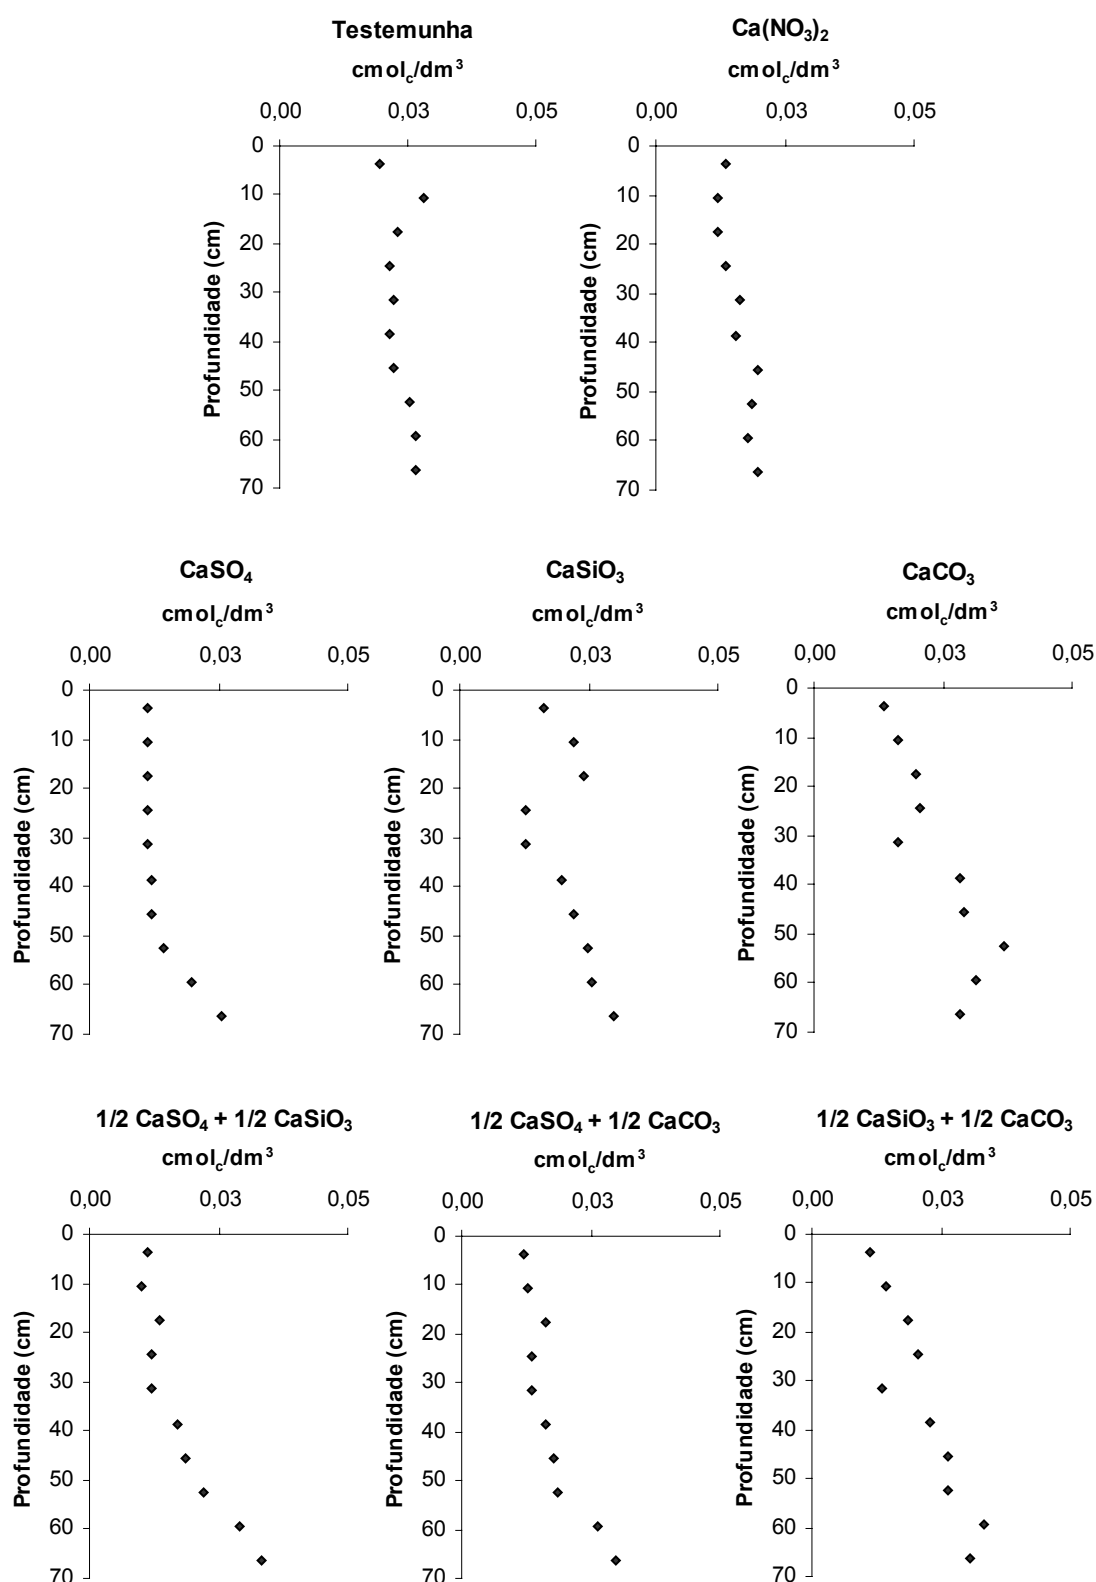 Testemunha
cmolc/dm³
0,00 0,03 0,05
0
10
20
30
40
50
60
70
Profundidade (cm)
Ca(NO₃)₂
cmolc/dm³
0,00 0,03 0,05
0
10
20
30
40
50
60
70
Profundidade (cm)
CaSO₄
cmolc/dm³
0,00 0,03 0,05
0
10
20
30
40
50
60
70
Profundidade (cm)
CaSiO₃
cmolc/dm³
0,00 0,03 0,05
0
10
20
30
40
50
60
70
Profundidade (cm)
CaCO₃
cmolc/dm³
0,00 0,03 0,05
0
10
20
30
40
50
60
70
Profundidade (cm)
1/2 CaSO₄ + 1/2 CaSiO₃
cmolc/dm³
0,00 0,03 0,05
0
10
20
30
40
50
60
70
Profundidade (cm)
1/2 CaSO₄ + 1/2 CaCO₃
cmolc/dm³
0,00 0,03 0,05
0
10
20
30
40
50
60
70
Profundidade (cm)
1/2 CaSiO₃ + 1/2 CaCO₃
cmolc/dm³
0,00 0,03 0,05
0
10
20
30
40
50
60
70
Profundidade (cm)